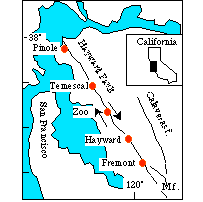 38°
California
Pinole
Hayward Fault
Temescal
Calaveras f.
Zoo
San Francisco
Hayward
Fremont
120°
Mf.